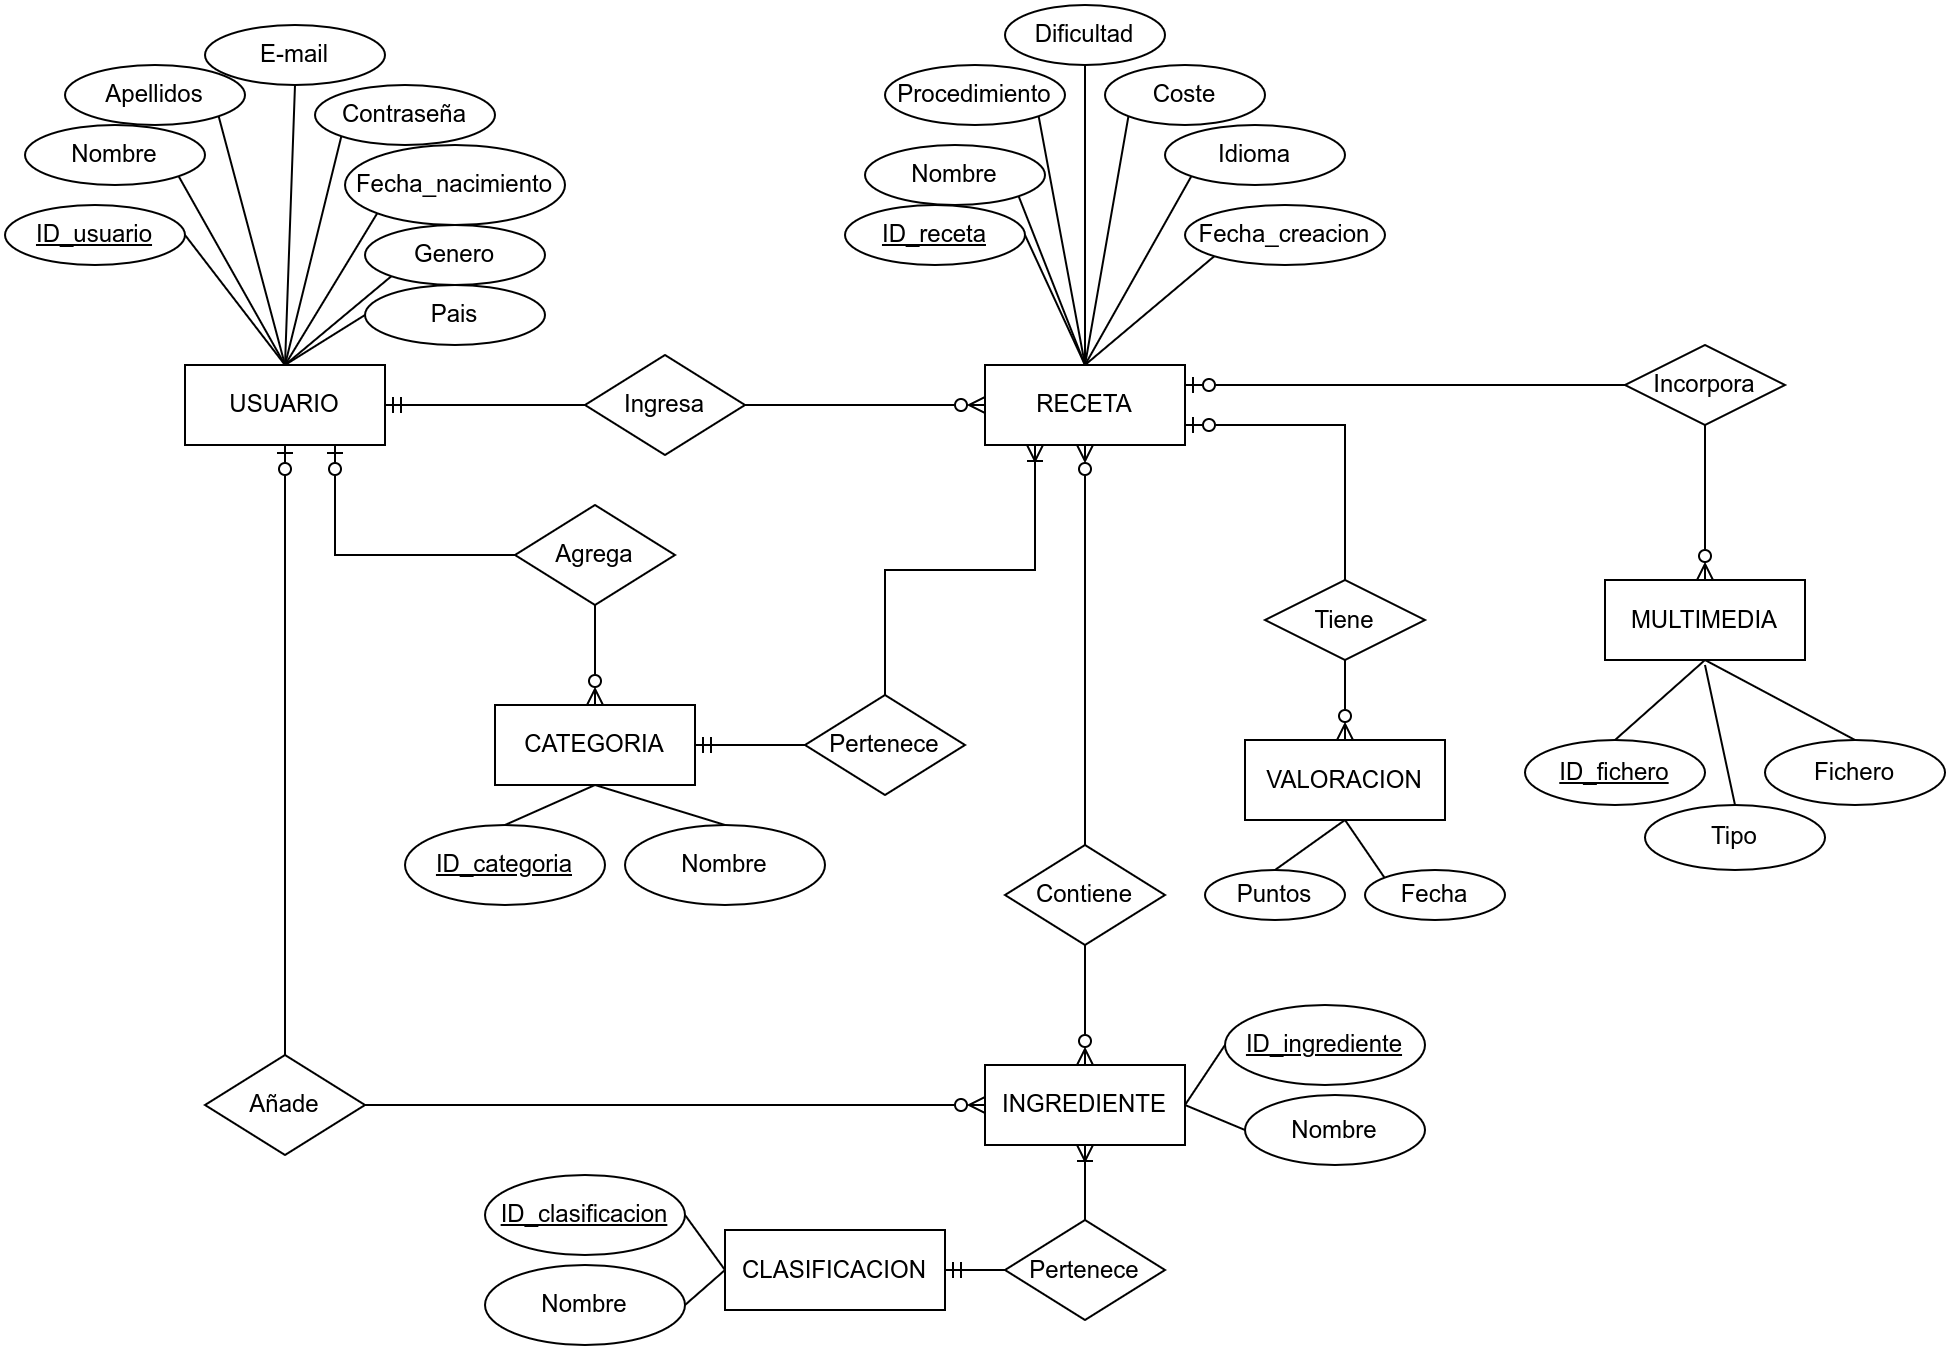 Dificultad
E-mail
Apellidos
Procedimiento
Coste
Contraseña
Nombre
Idioma
Nombre
Fecha_nacimiento
ID_usuario
ID_receta
Fecha_creacion
Genero
Pais
USUARIO
Ingresa
RECETA
Incorpora
Agrega
Tiene
MULTIMEDIA
CATEGORIA
Pertenece
VALORACION
ID_fichero
Fichero
Tipo
ID_categoria
Nombre
Contiene
Puntos
Fecha
ID_ingrediente
Añade
INGREDIENTE
Nombre
ID_clasificacion
CLASIFICACION
Pertenece
Nombre